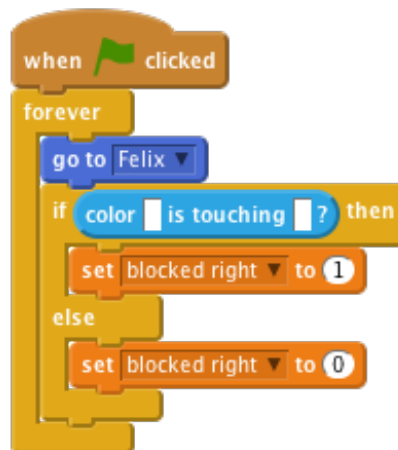 when clicked
forever
go to Felix
if color is touching ? then
set blocked right to 1
else
set blocked right to 0